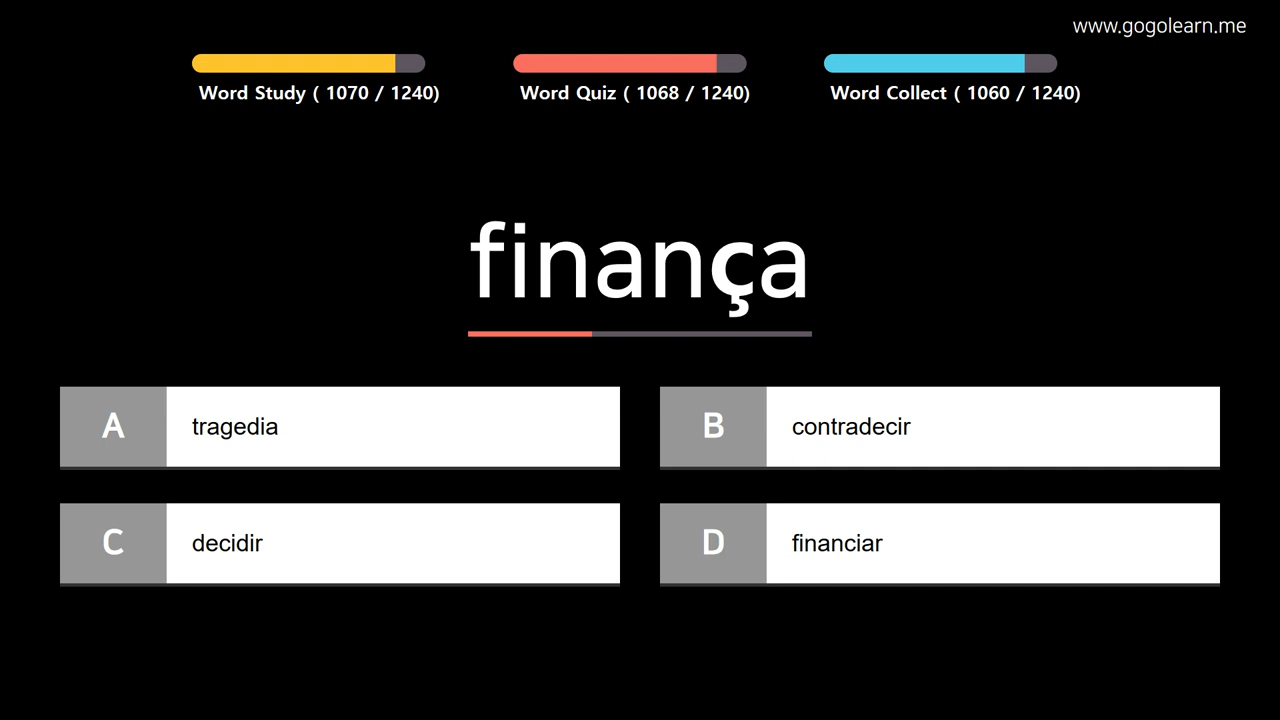 www.gogolearn.me
Word Study ( 1070 / 1240)
Word Quiz ( 1068 / 1240)
Word Collect ( 1060 / 1240)
finança
A tragedia
B contradecir
C decidir
D financiar